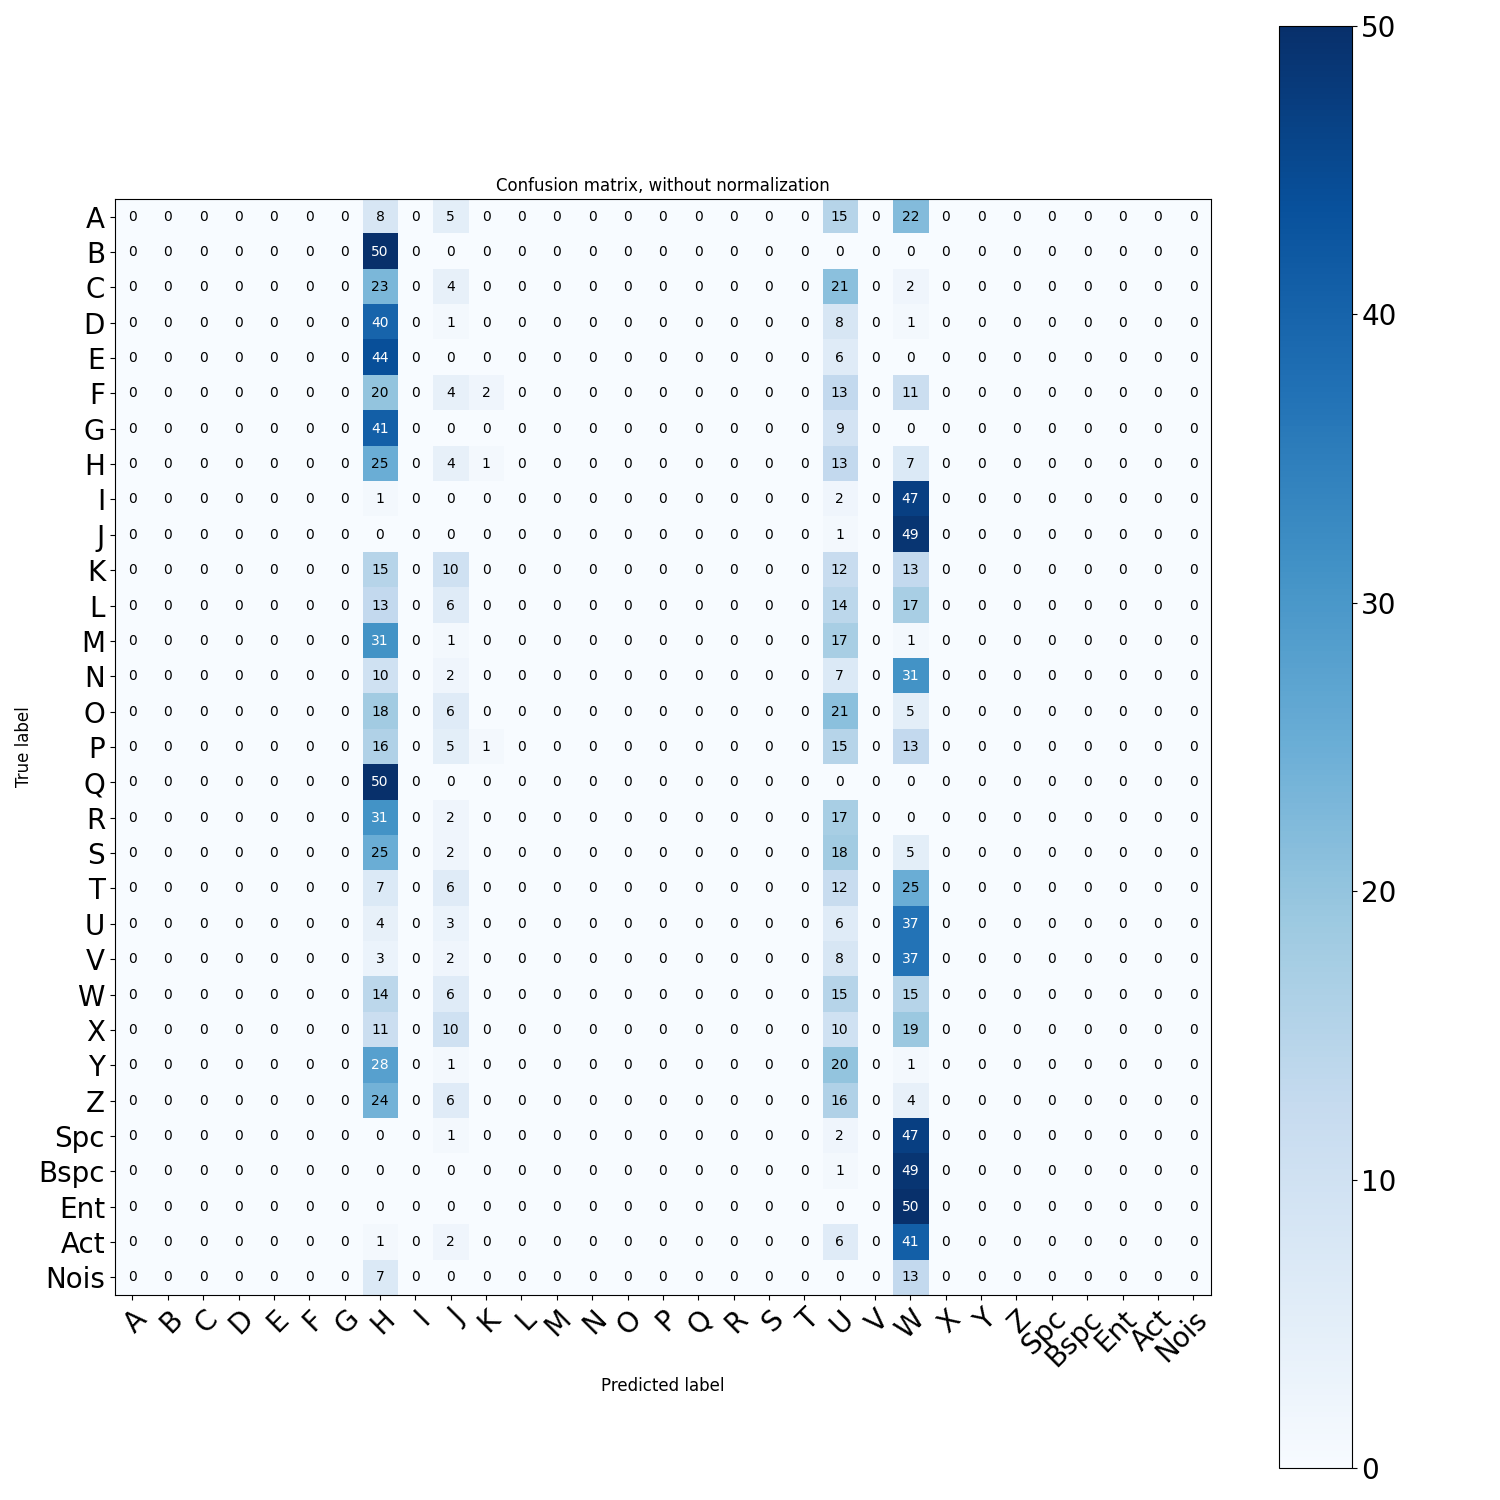 Confusion matrix, without normalization
A 0 0 0 0 0 0 0 8 0 5 0 0 0 0 0 0 0 0 0 0 15 0 22 0 0 0 0 0 0 0 0
B 0 0 0 0 0 0 0 50 0 0 0 0 0 0 0 0 0 0 0 0 0 0 0 0 0 0 0 0 0 0 0
C 0 0 0 0 0 0 0 23 0 4 0 0 0 0 0 0 0 0 0 0 21 0 2 0 0 0 0 0 0 0 0
D 0 0 0 0 0 0 0 40 0 1 0 0 0 0 0 0 0 0 0 0 8 0 1 0 0 0 0 0 0 0 0
E 0 0 0 0 0 0 0 44 0 0 0 0 0 0 0 0 0 0 0 0 6 0 0 0 0 0 0 0 0 0 0
F 0 0 0 0 0 0 0 20 0 4 2 0 0 0 0 0 0 0 0 0 13 0 11 0 0 0 0 0 0 0 0
G 0 0 0 0 0 0 0 41 0 0 0 0 0 0 0 0 0 0 0 0 9 0 0 0 0 0 0 0 0 0 0
H 0 0 0 0 0 0 0 25 0 4 1 0 0 0 0 0 0 0 0 0 13 0 7 0 0 0 0 0 0 0 0
I 0 0 0 0 0 0 0 1 0 0 0 0 0 0 0 0 0 0 0 0 2 0 47 0 0 0 0 0 0 0 0
J 0 0 0 0 0 0 0 0 0 0 0 0 0 0 0 0 0 0 0 0 1 0 49 0 0 0 0 0 0 0 0
K 0 0 0 0 0 0 0 15 0 10 0 0 0 0 0 0 0 0 0 0 12 0 13 0 0 0 0 0 0 0 0
L 0 0 0 0 0 0 0 13 0 6 0 0 0 0 0 0 0 0 0 0 14 0 17 0 0 0 0 0 0 0 0
M 0 0 0 0 0 0 0 31 0 1 0 0 0 0 0 0 0 0 0 0 17 0 1 0 0 0 0 0 0 0 0
N 0 0 0 0 0 0 0 10 0 2 0 0 0 0 0 0 0 0 0 0 7 0 31 0 0 0 0 0 0 0 0
O 0 0 0 0 0 0 0 18 0 6 0 0 0 0 0 0 0 0 0 0 21 0 5 0 0 0 0 0 0 0 0
P 0 0 0 0 0 0 0 16 0 5 1 0 0 0 0 0 0 0 0 0 15 0 13 0 0 0 0 0 0 0 0
Q 0 0 0 0 0 0 0 50 0 0 0 0 0 0 0 0 0 0 0 0 0 0 0 0 0 0 0 0 0 0 0
R 0 0 0 0 0 0 0 31 0 2 0 0 0 0 0 0 0 0 0 0 17 0 0 0 0 0 0 0 0 0 0
S 0 0 0 0 0 0 0 25 0 2 0 0 0 0 0 0 0 0 0 0 18 0 5 0 0 0 0 0 0 0 0
T 0 0 0 0 0 0 0 7 0 6 0 0 0 0 0 0 0 0 0 0 12 0 25 0 0 0 0 0 0 0 0
U 0 0 0 0 0 0 0 4 0 3 0 0 0 0 0 0 0 0 0 0 6 0 37 0 0 0 0 0 0 0 0
V 0 0 0 0 0 0 0 3 0 2 0 0 0 0 0 0 0 0 0 0 8 0 37 0 0 0 0 0 0 0 0
W 0 0 0 0 0 0 0 14 0 6 0 0 0 0 0 0 0 0 0 0 15 0 15 0 0 0 0 0 0 0 0
X 0 0 0 0 0 0 0 11 0 10 0 0 0 0 0 0 0 0 0 0 10 0 19 0 0 0 0 0 0 0 0
Y 0 0 0 0 0 0 0 28 0 1 0 0 0 0 0 0 0 0 0 0 20 0 1 0 0 0 0 0 0 0 0
Z 0 0 0 0 0 0 0 24 0 6 0 0 0 0 0 0 0 0 0 0 16 0 4 0 0 0 0 0 0 0 0
Spc 0 0 0 0 0 0 0 0 0 1 0 0 0 0 0 0 0 0 0 0 2 0 47 0 0 0 0 0 0 0 0
Bspc 0 0 0 0 0 0 0 0 0 0 0 0 0 0 0 0 0 0 0 0 1 0 49 0 0 0 0 0 0 0 0
Ent 0 0 0 0 0 0 0 0 0 0 0 0 0 0 0 0 0 0 0 0 0 0 50 0 0 0 0 0 0 0 0
Act 0 0 0 0 0 0 0 1 0 2 0 0 0 0 0 0 0 0 0 0 6 0 41 0 0 0 0 0 0 0 0
Nois 0 0 0 0 0 0 0 7 0 0 0 0 0 0 0 0 0 0 0 0 0 0 13 0 0 0 0 0 0 0 0
A B C D E F G H I J K L M N O P Q R S T U V W X Y Z Spc Bspc Ent Act Nois
Predicted label
True label
50
40
30
20
10
0